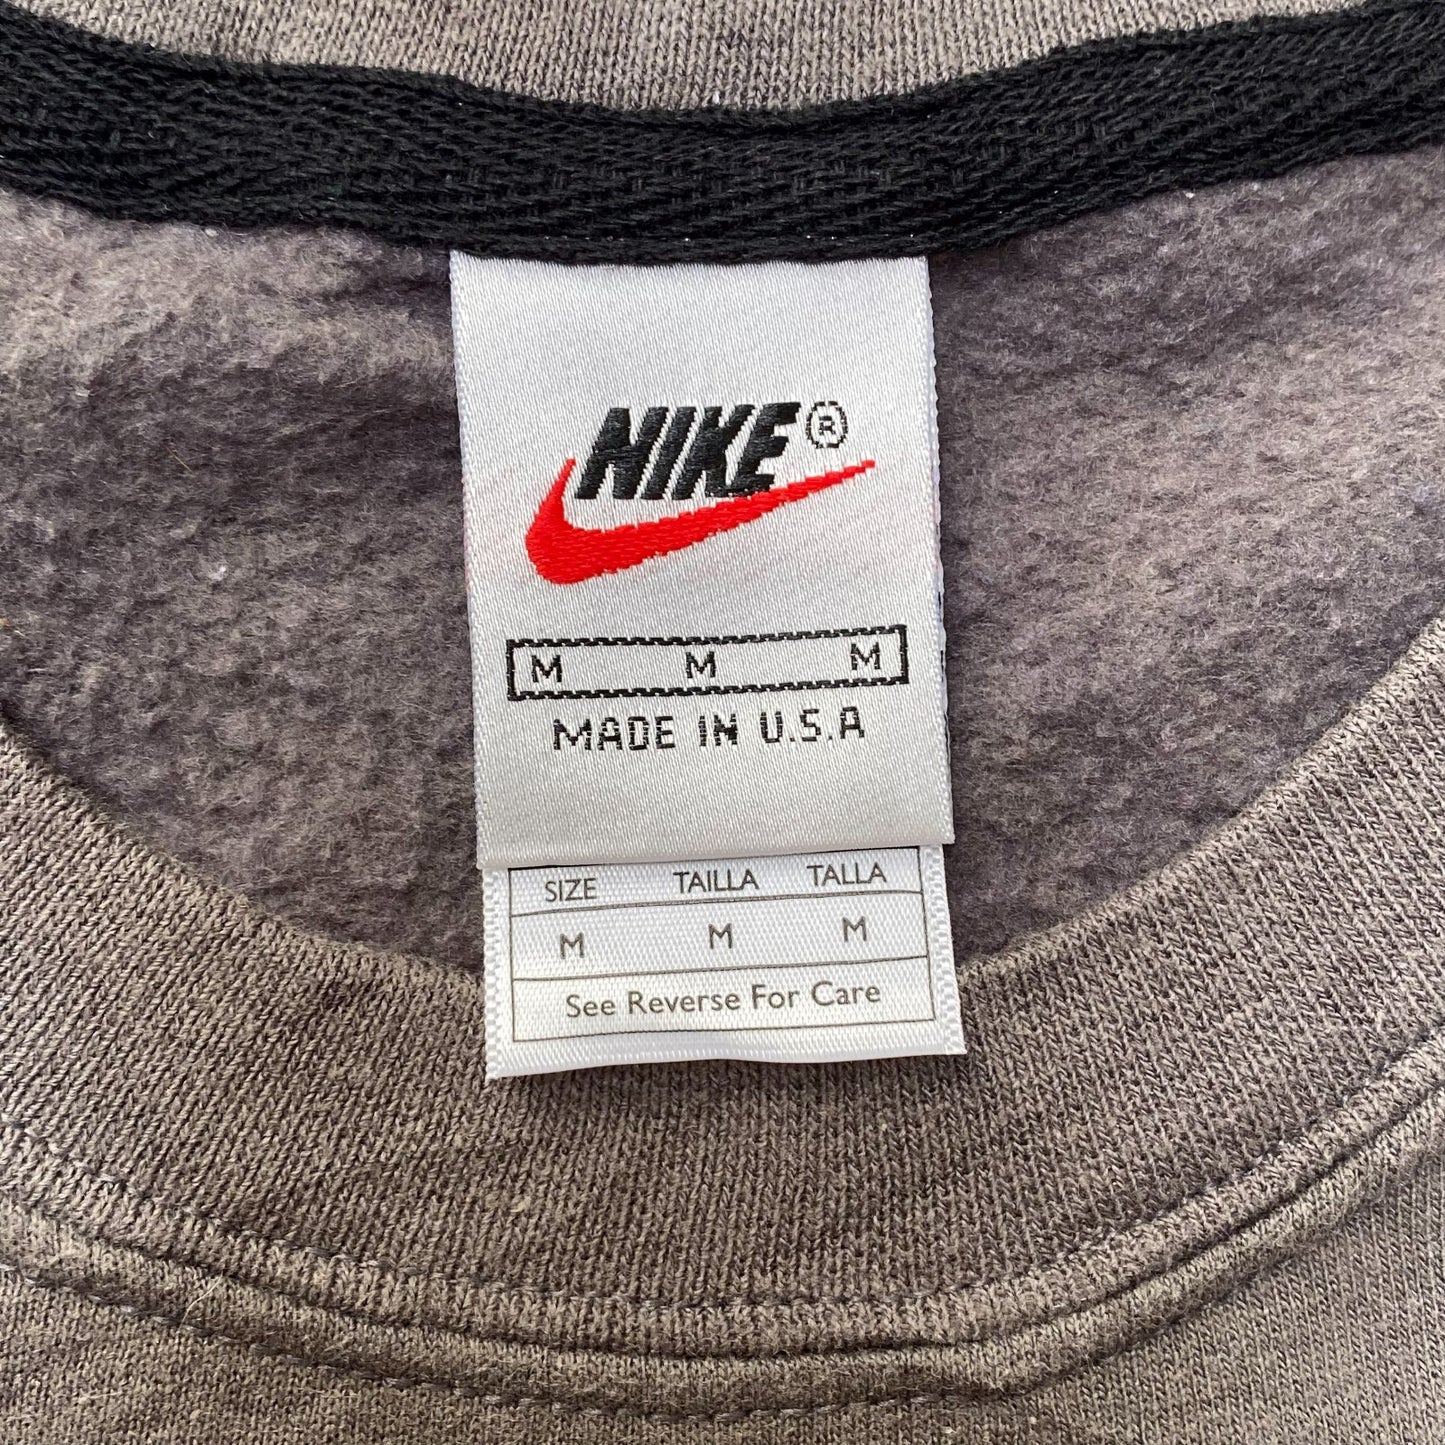 NIKE®
M M M
MADE IN U.S.A
SIZE TAILLA TALLA
M M M
See Reverse For Care